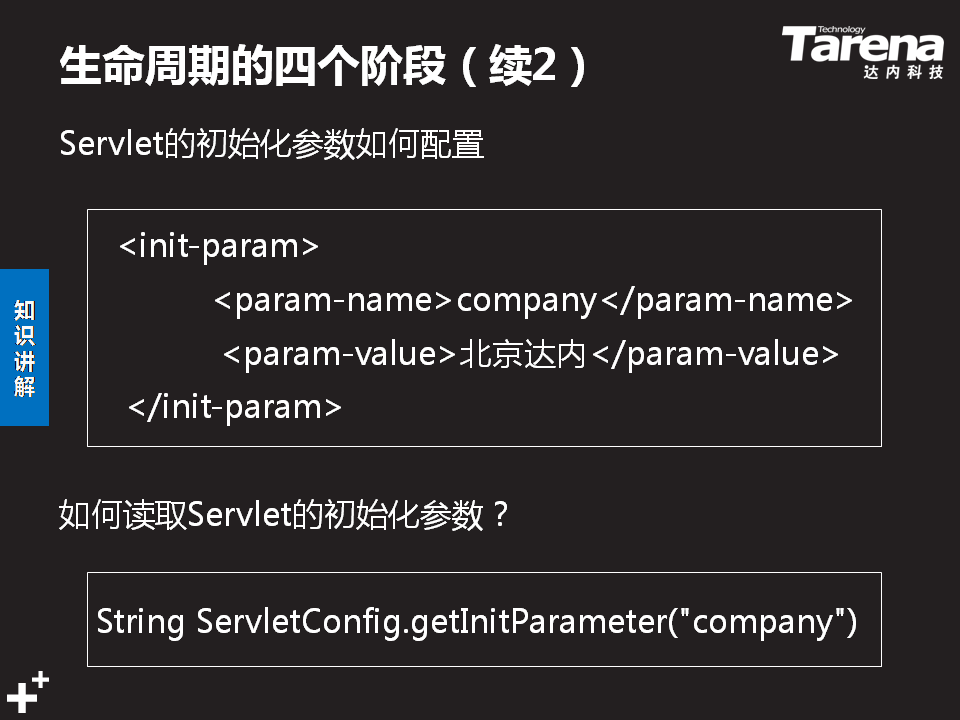 生命周期的四个阶段（续2）
Technology
Tarena
达内科技
Servlet的初始化参数如何配置
<init-param>
<param-name>company</param-name>
<param-value>北京达内</param-value>
</init-param>
知识讲解
如何读取Servlet的初始化参数？
String ServletConfig.getInitParameter("company")